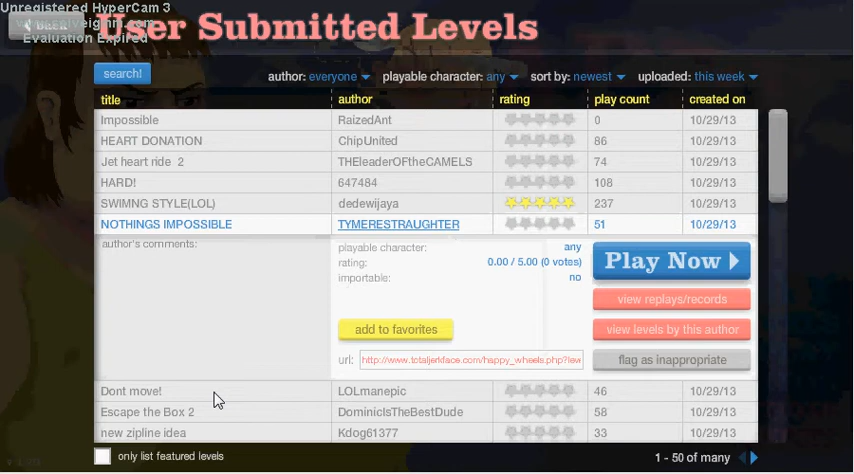 Unregistered HyperCam 3
www.solveigmm.com
Evaluation Expired
Back
User Submitted Levels
search!
author: everyone playable character: any sort by: newest uploaded: this week
title author rating play count created on
Impossible RaizedAnt 0 10/29/13
HEART DONATION ChipUnited 86 10/29/13
Jet heart ride 2 THEleaderOFtheCAMELS 74 10/29/13
HARD! 647484 108 10/29/13
SWIMNG STYLE(LOL) dedewijaya 237 10/29/13
NOTHINGS IMPOSSIBLE TYMERESTRAUGHTER 51 10/29/13
author's comments:
playable character: any
rating: 0.00 / 5.00 (0 votes)
importable: no
add to favorites
url: http://www.totaljerkface.com/happy_wheels.php?lev
Play Now
view replays/records
view levels by this author
flag as inappropriate
Dont move! LOLmanepic 46 10/29/13
Escape the Box 2 DominicIsTheBestDude 58 10/29/13
new zipline idea Kdog61377 33 10/29/13
only list featured levels
1 - 50 of many